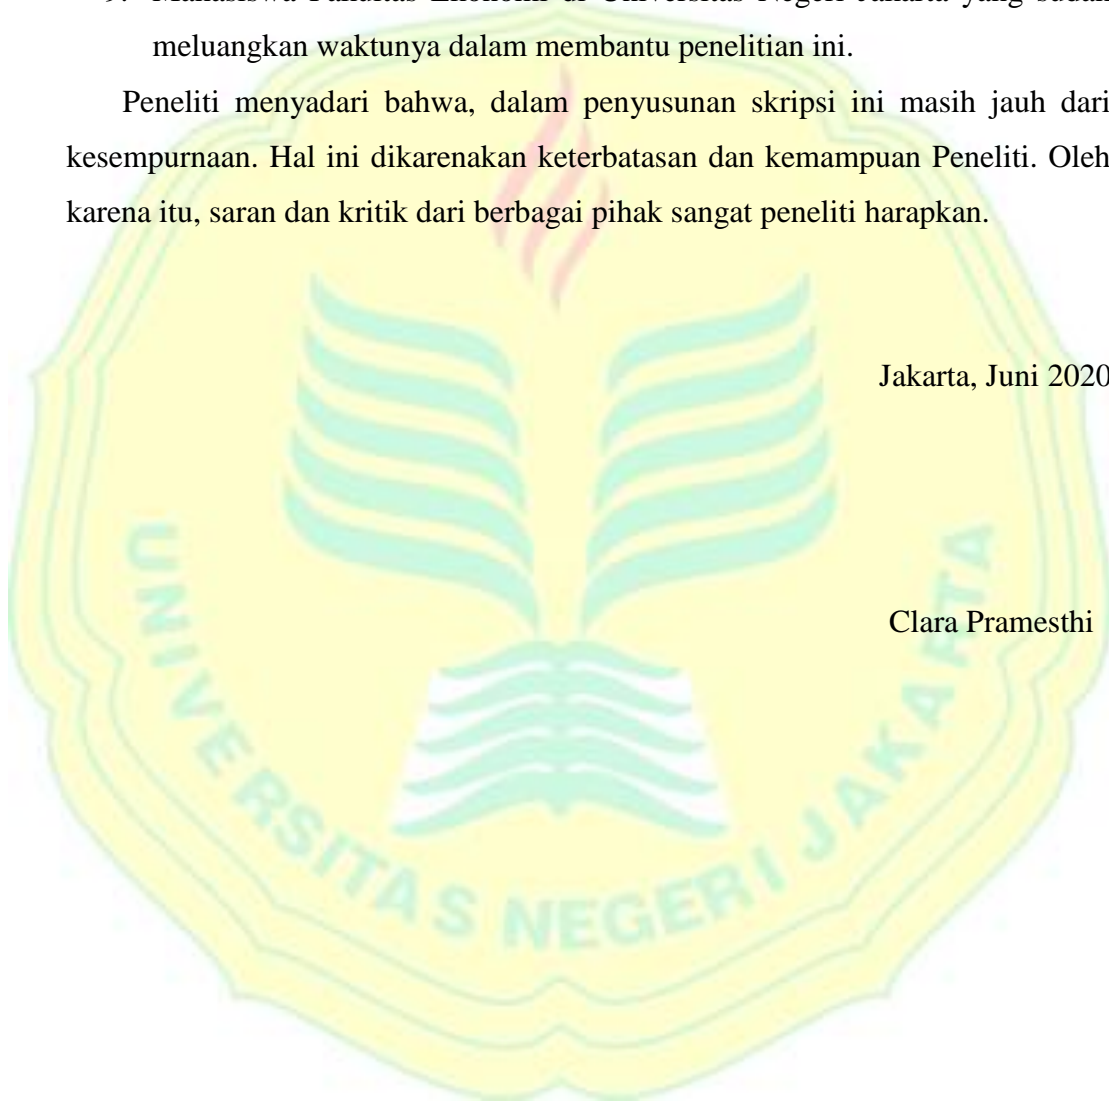 9. Mahasiswa Fakultas Ekonomi di Universitas Negeri Jakarta yang sudah
meluangkan waktunya dalam membantu penelitian ini.
Peneliti menyadari bahwa, dalam penyusunan skripsi ini masih jauh dari
kesempurnaan. Hal ini dikarenakan keterbatasan dan kemampuan Peneliti. Oleh
karena itu, saran dan kritik dari berbagai pihak sangat peneliti harapkan.
Jakarta, Juni 2020
Clara Pramesthi
UNIVERSITAS NEGERI JAKARTA